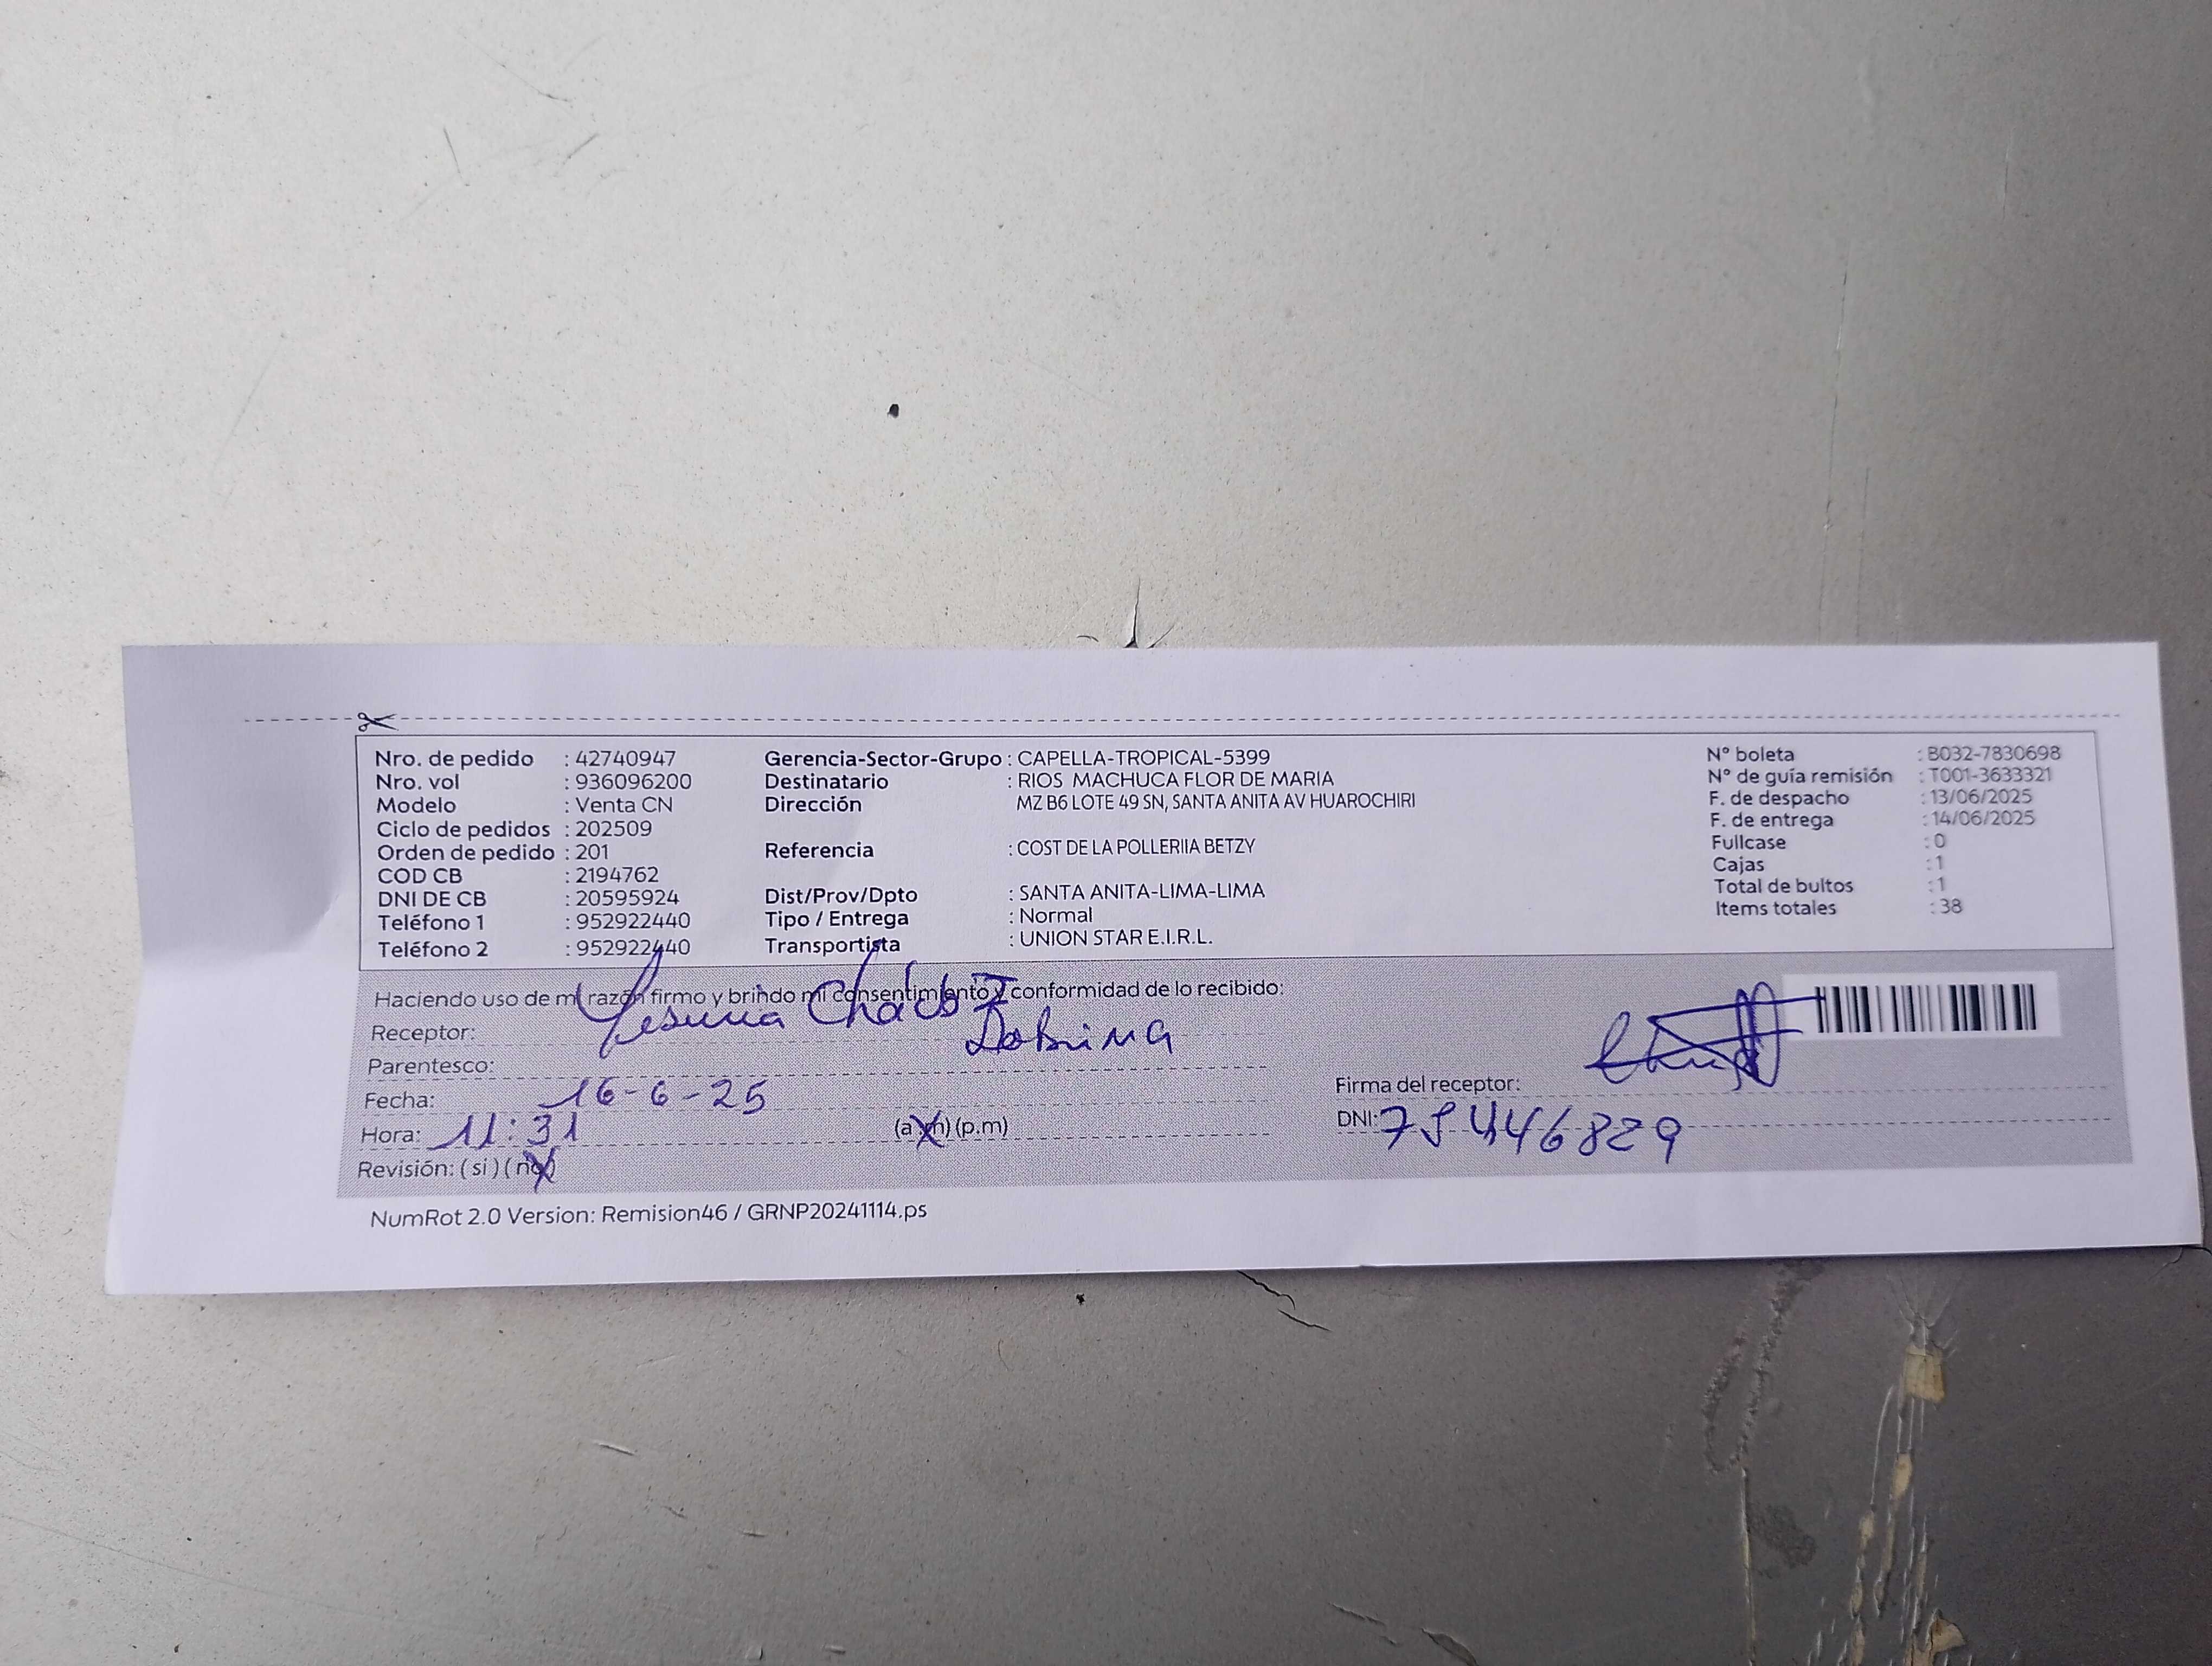 Nro. de pedido : 42740947 Gerencia-Sector-Grupo : CAPELLA-TROPICAL-5399 N° boleta : B032-7830698
Nro. vol : 936096200 Destinatario : RIOS MACHUCA FLOR DE MARIA N° de guía remisión : T001-3633321
Modelo : Venta CN Dirección MZ B6 LOTE 49 SN, SANTA ANITA AV HUAROCHIRI F. de despacho : 13/06/2025
Ciclo de pedidos : 202509 F. de entrega : 14/06/2025
Orden de pedido : 201 Referencia : COST DE LA POLLERIIA BETZY Fullcase : 0
COD CB : 2194762 Cajas : 1
DNI DE CB : 20595924 Dist/Prov/Dpto : SANTA ANITA-LIMA-LIMA Total de bultos : 1
Teléfono 1 : 952922440 Tipo / Entrega : Normal Items totales : 38
Teléfono 2 : 952922440 Transportista : UNION STAR E.I.R.L.
Haciendo uso de mi razón firmo y brindo mi consentimiento y conformidad de lo recibido:
Receptor:
Parentesco:
Firma del receptor:
Fecha: 16-6-25
Hora: 11:31 (a.m) (p.m) DNI:
Revisión: (si) (no)
NumRot 2.0 Version: Remision46 / GRNP20241114.ps